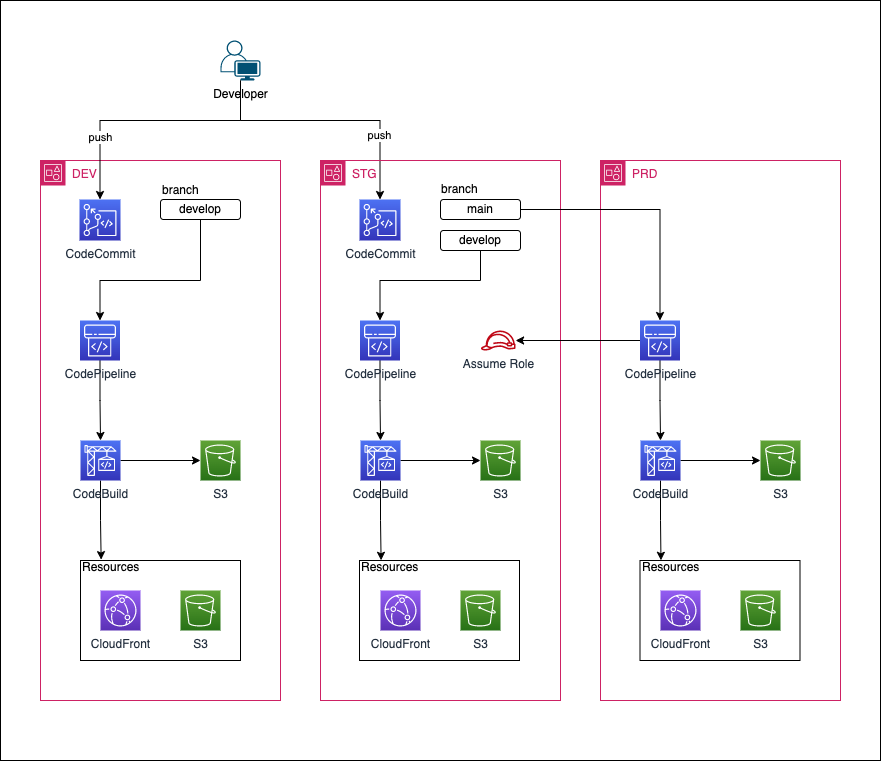 Developer
push
push
DEV
STG
PRD
branch
develop
branch
main
develop
CodeCommit
CodeCommit
CodePipeline
CodePipeline
Assume Role
CodePipeline
CodeBuild
S3
CodeBuild
S3
CodeBuild
S3
Resources
Resources
Resources
CloudFront
S3
CloudFront
S3
CloudFront
S3